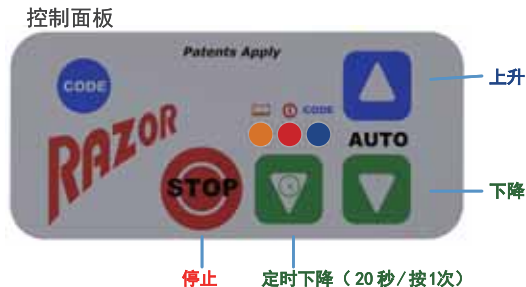 控制面板
Patents Apply
CODE
上升
CODE
RAZOR
AUTO
STOP
下降
停止
定时下降（20秒/按1次）